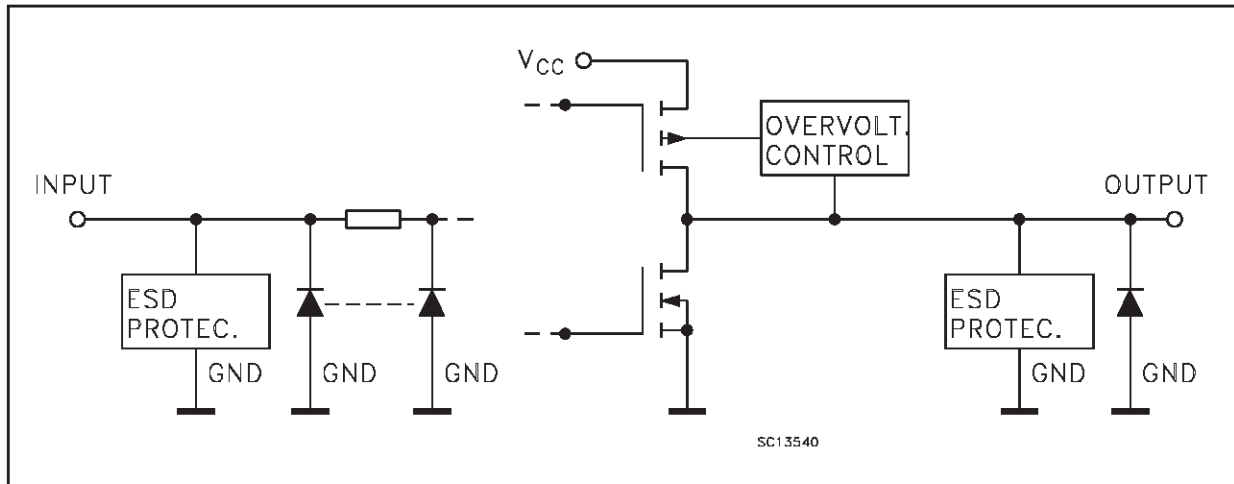 VCC
OVERVOLT.
CONTROL
INPUT
OUTPUT
ESD
PROTEC.
ESD
PROTEC.
GND
GND
GND
GND
GND
SC13540